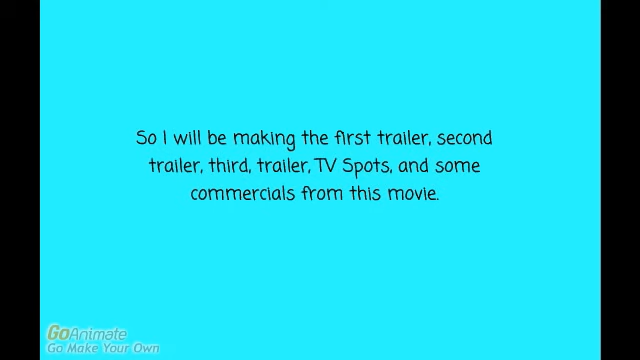 So I will be making the first trailer, second
trailer, third, trailer, TV Spots, and some
commercials from this movie.
GoAnimate
Go Make Your Own